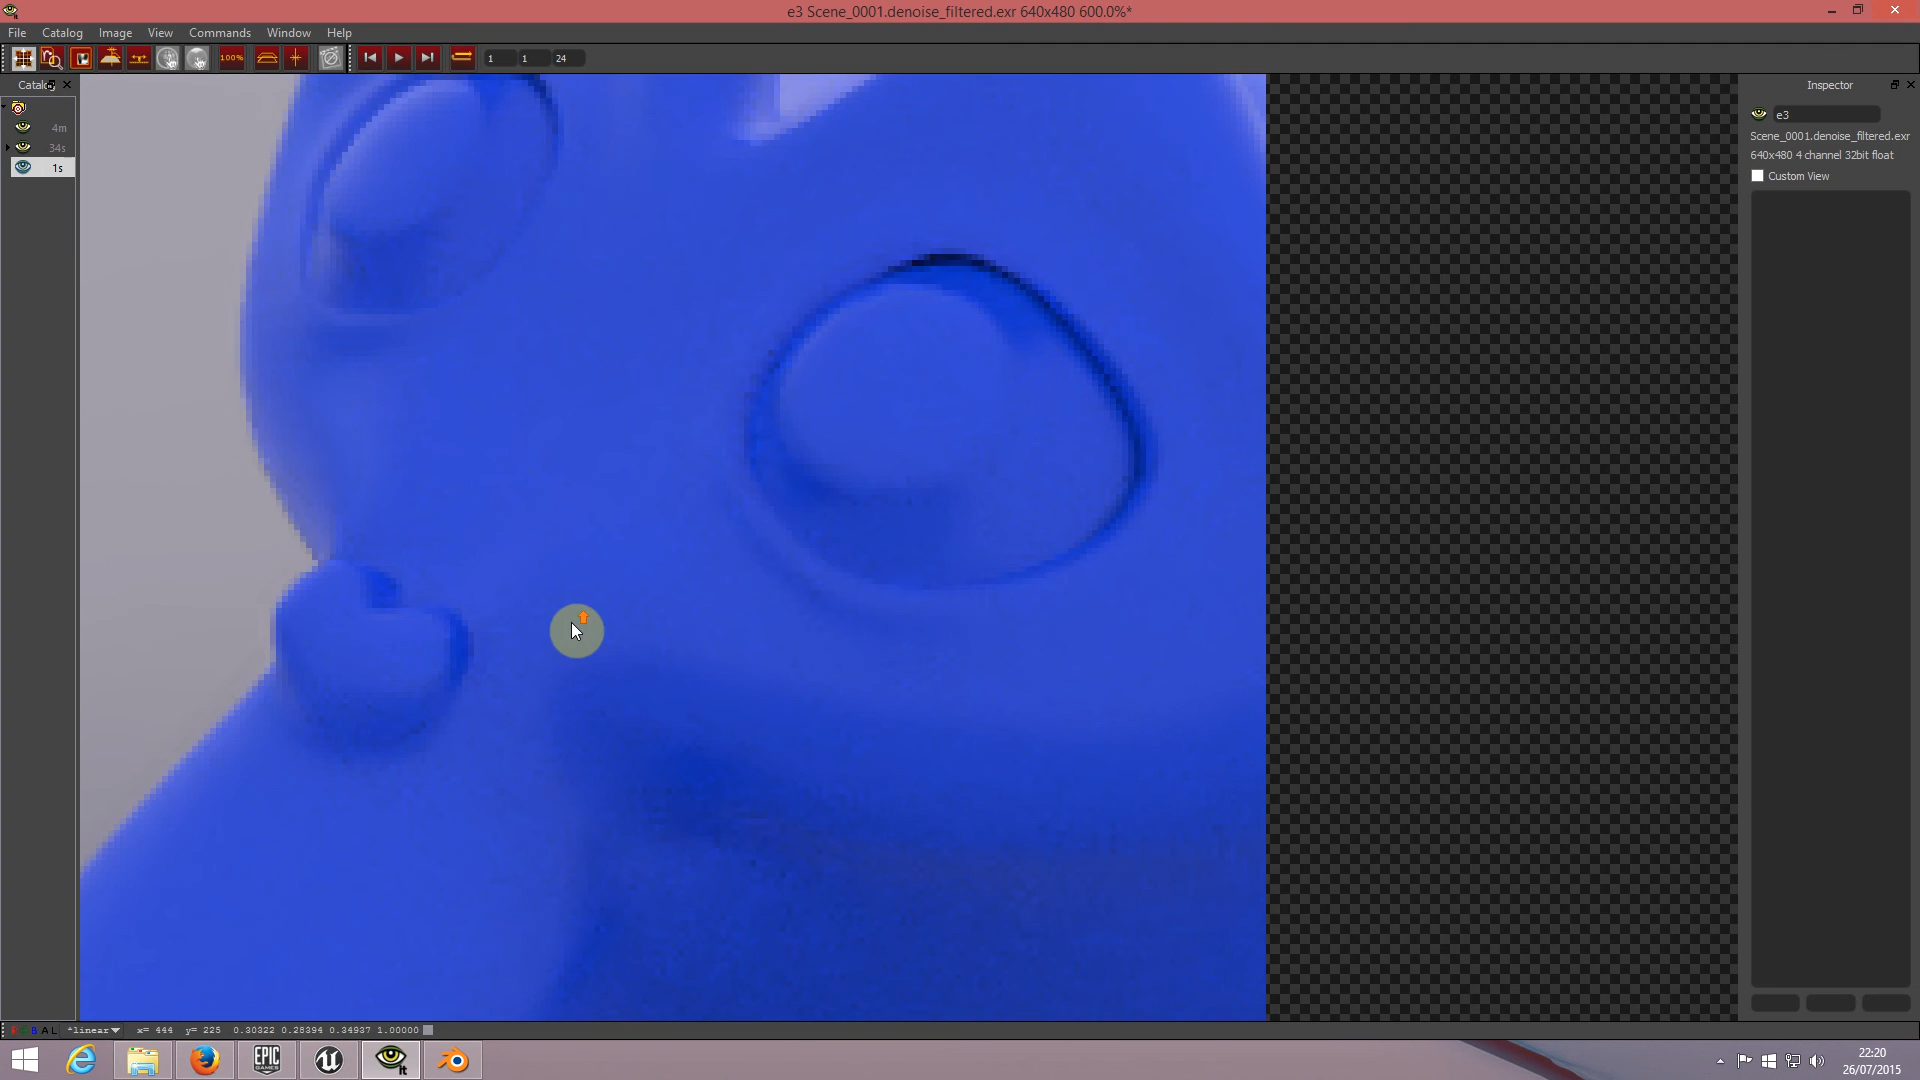 e3 Scene_0001.denoise_filtered.exr 640x480 600.0%*
File Catalog Image View Commands Window Help
100% 1 1 24
Catalog
Inspector
e3
4m
34s
1s
Scene_0001.denoise_filtered.exr
640x480 4 channel 32bit float
Custom View
R G B A L *linear x= 444 y= 225 0.30322 0.28394 0.34937 1.00000
EPIC
GAMES
It
22:20
26/07/2015